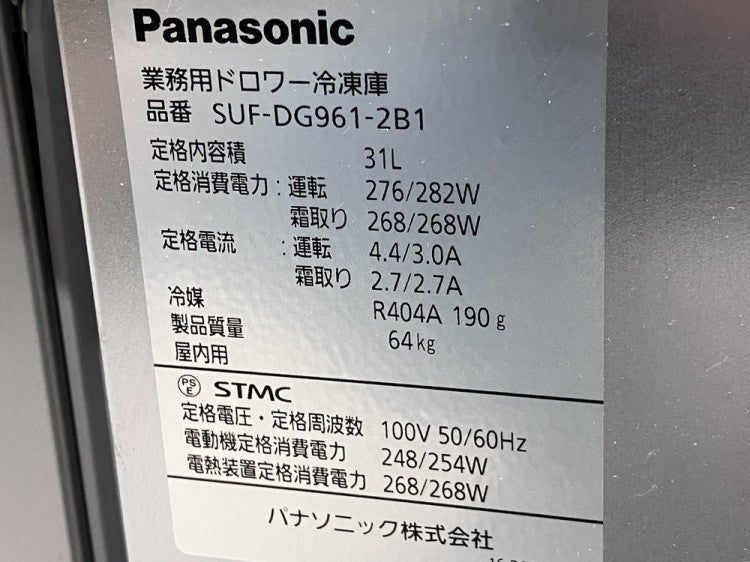 Panasonic
業務用ドロワー冷凍庫
品番 SUF-DG961-2B1
定格内容積 31L
定格消費電力：運転 276/282W
霜取り 268/268W
定格電流 ：運転 4.4/3.0A
霜取り 2.7/2.7A
冷媒 R404A 190g
製品質量 64kg
屋内用
PSE STMC
定格電圧・定格周波数 100V 50/60Hz
電動機定格消費電力 248/254W
電熱装置定格消費電力 268/268W
パナソニック株式会社